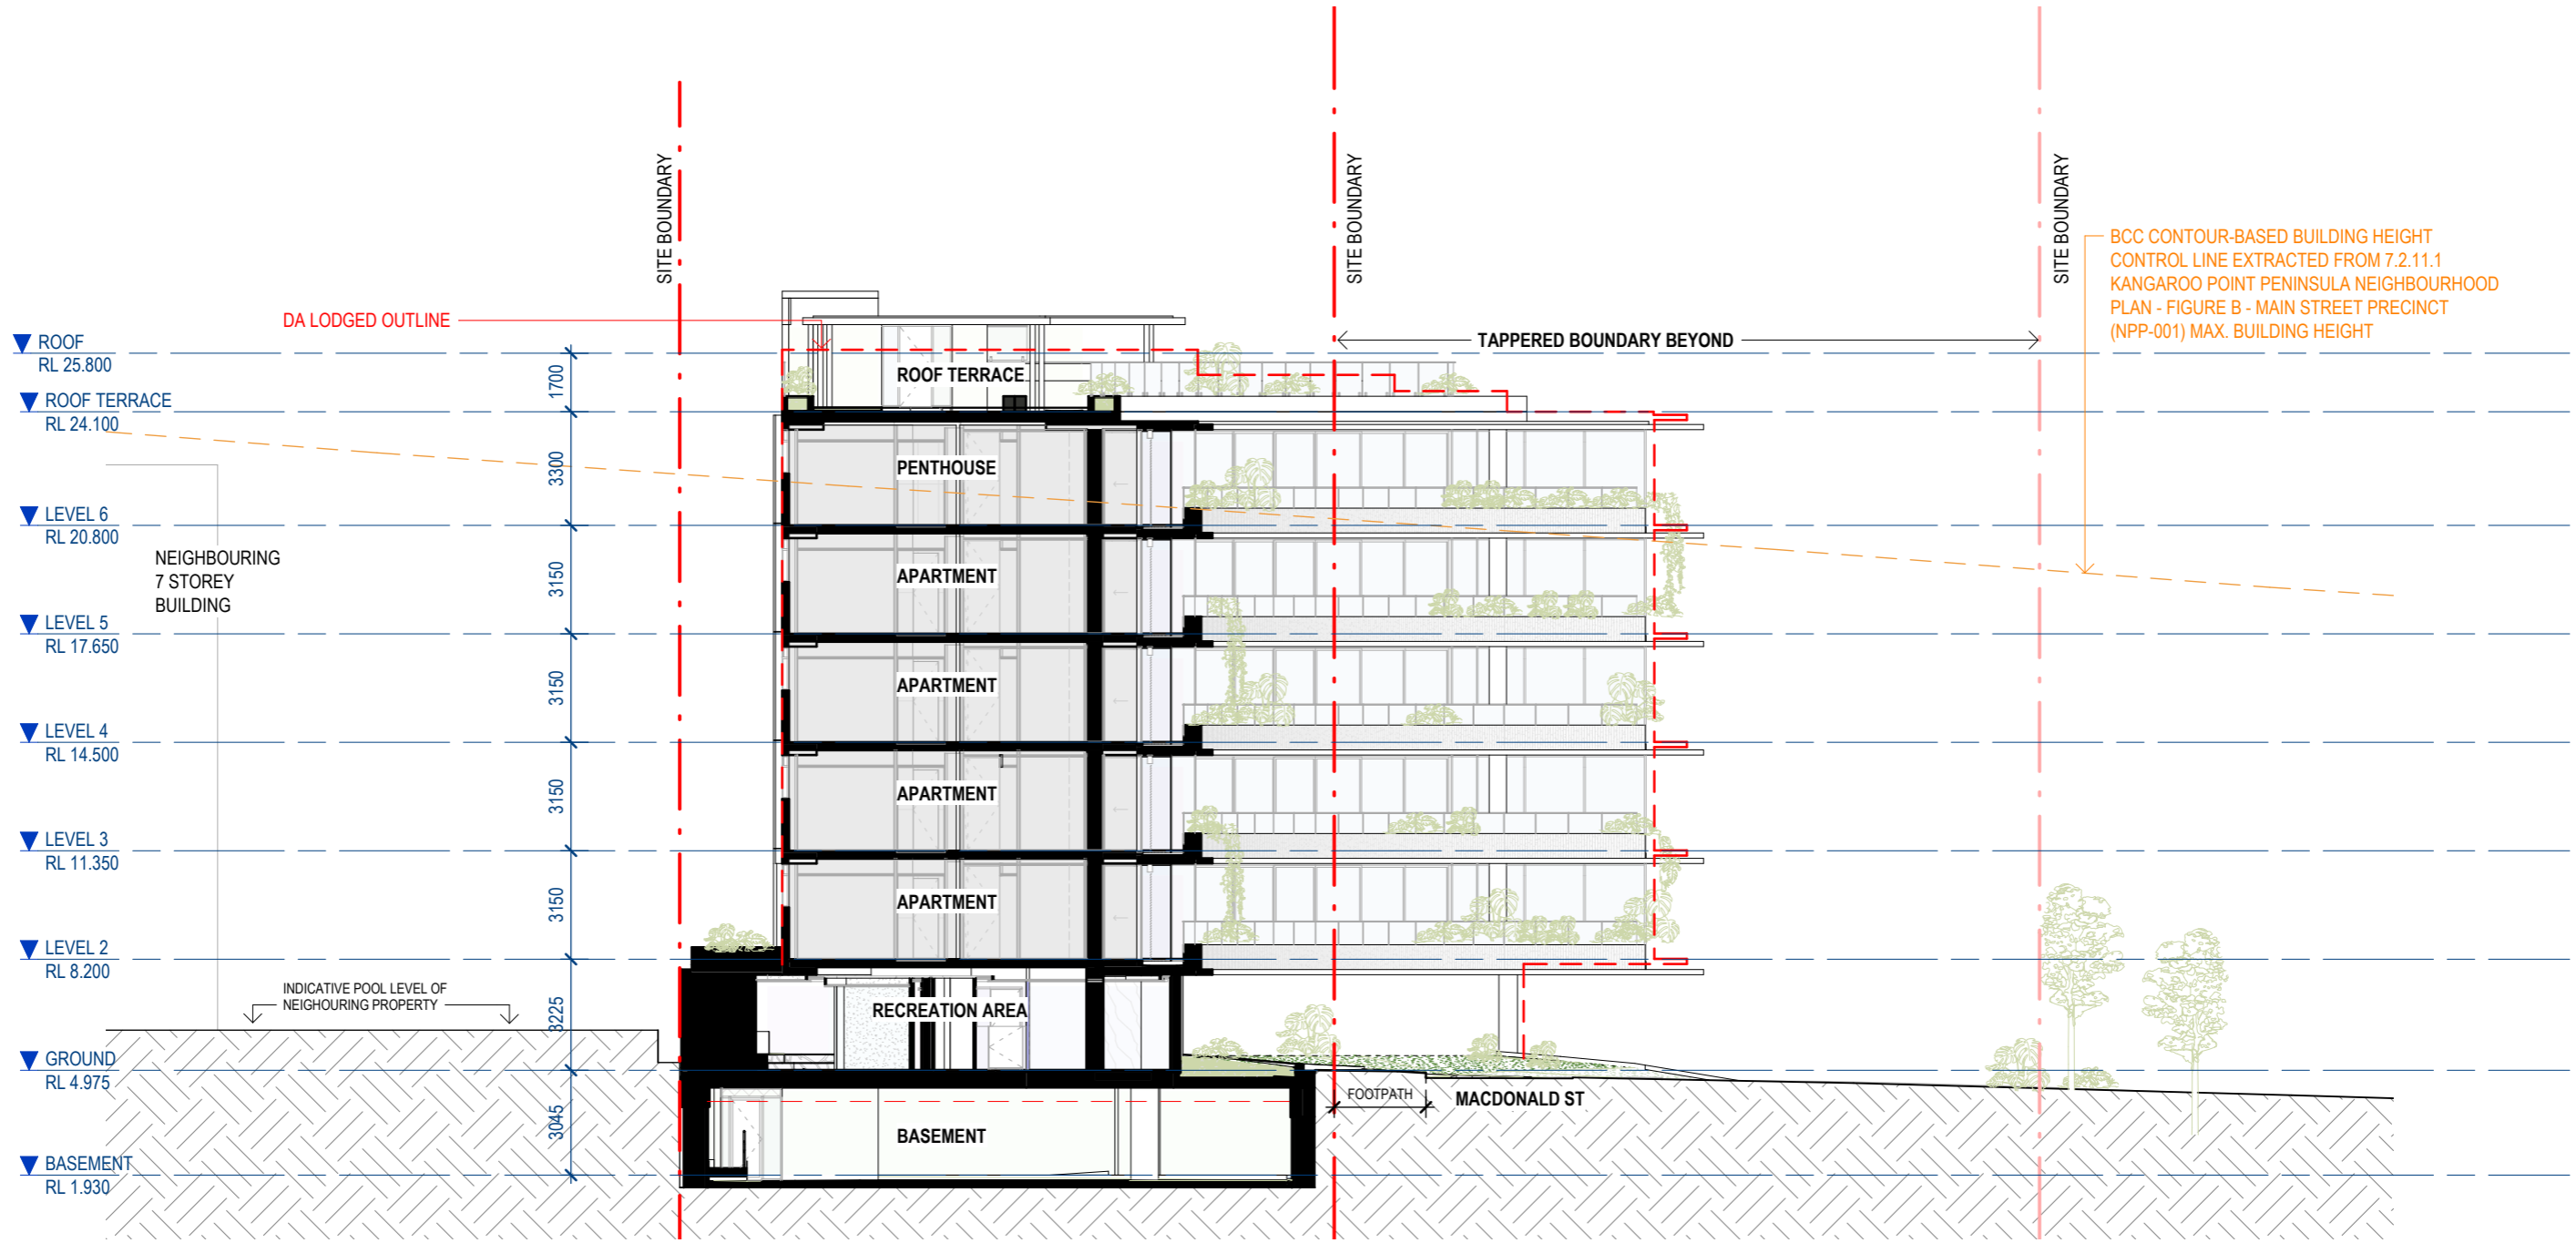 SITE BOUNDARY
SITE BOUNDARY
SITE BOUNDARY
BCC CONTOUR-BASED BUILDING HEIGHT
CONTROL LINE EXTRACTED FROM 7.2.11.1
KANGAROO POINT PENINSULA NEIGHBOURHOOD
PLAN - FIGURE B - MAIN STREET PRECINCT
(NPP-001) MAX. BUILDING HEIGHT
DA LODGED OUTLINE
TAPPERED BOUNDARY BEYOND
ROOF
RL 25.800
1700
ROOF TERRACE
ROOF TERRACE
RL 24.100
3300
PENTHOUSE
LEVEL 6
RL 20.800
NEIGHBOURING
7 STOREY
BUILDING
3150
APARTMENT
LEVEL 5
RL 17.650
3150
APARTMENT
LEVEL 4
RL 14.500
3150
APARTMENT
LEVEL 3
RL 11.350
3150
APARTMENT
LEVEL 2
RL 8.200
INDICATIVE POOL LEVEL OF
NEIGHOURING PROPERTY
3225
RECREATION AREA
GROUND
RL 4.975
FOOTPATH
MACDONALD ST
3045
BASEMENT
BASEMENT
RL 1.930